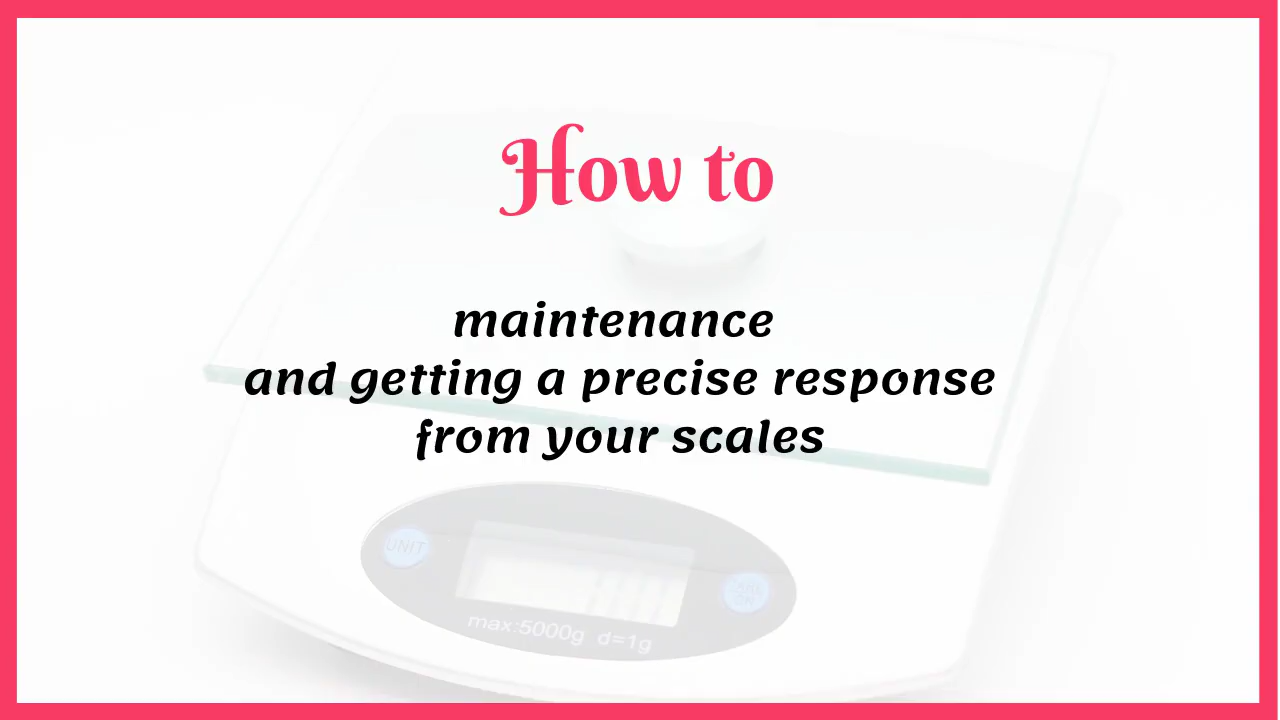 How to
maintenance
and getting a precise response
from your scales
UNIT
max:5000g d=1g